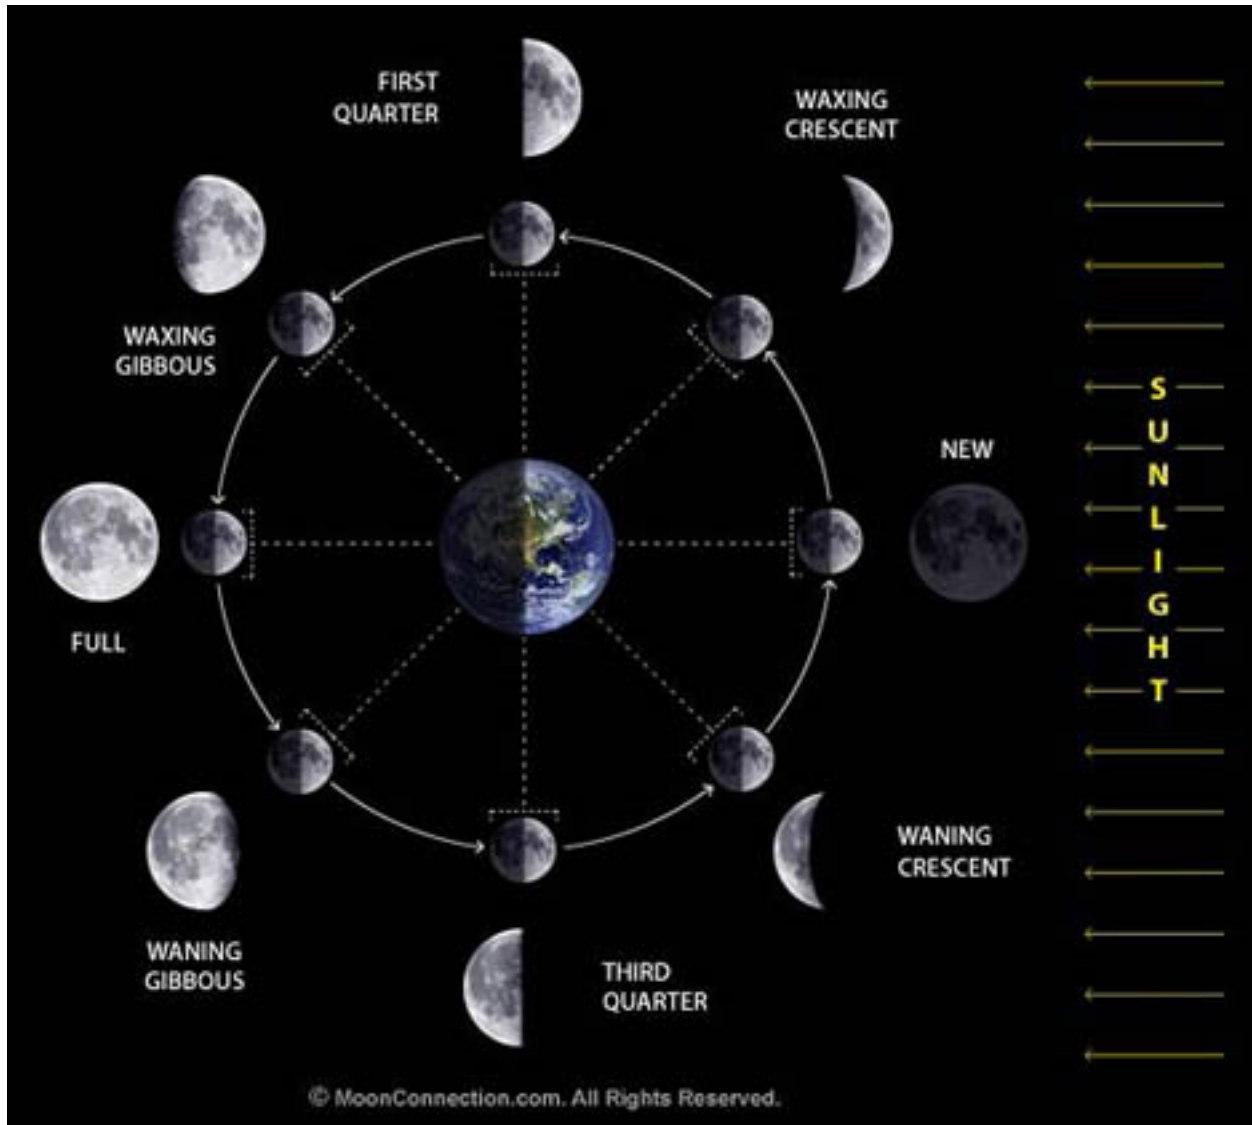 FIRST
QUARTER
WAXING
CRESCENT
WAXING
GIBBOUS
NEW
SUNLIGHT
FULL
WANING
CRESCENT
WANING
GIBBOUS
THIRD
QUARTER
© MoonConnection.com. All Rights Reserved.